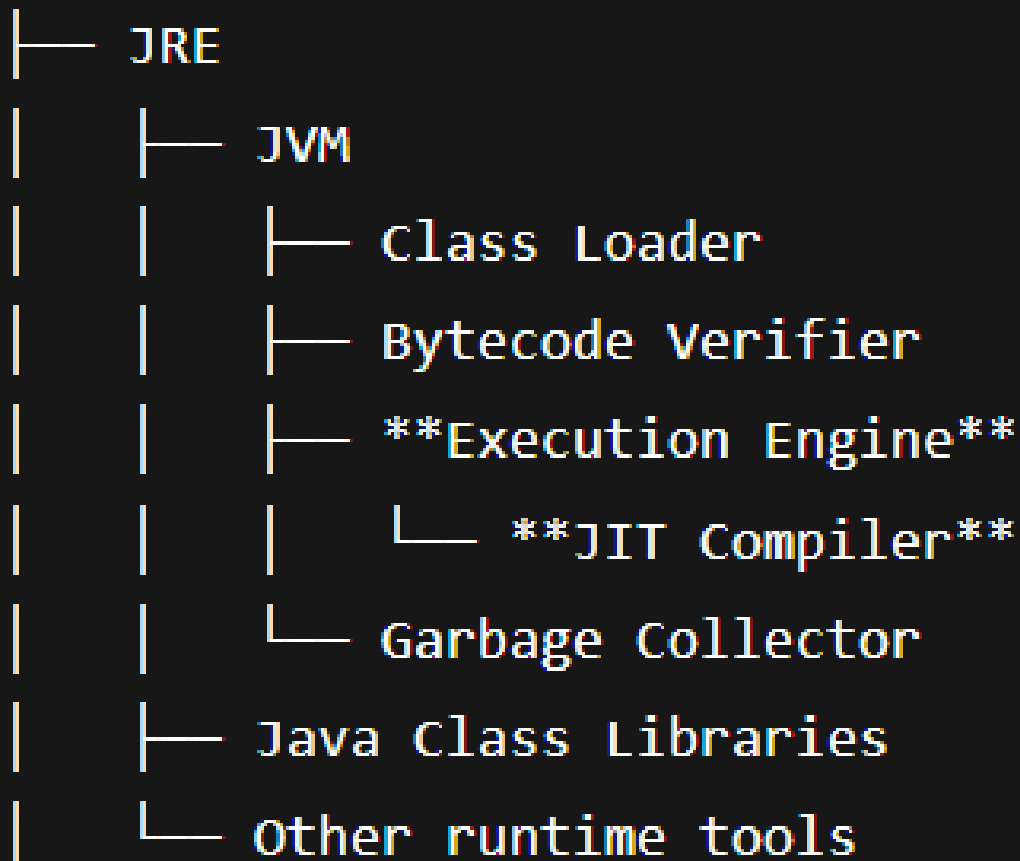 ├── JRE
│   ├── JVM
│   │   ├── Class Loader
│   │   ├── Bytecode Verifier
│   │   ├── **Execution Engine**
│   │   │   └── **JIT Compiler**
│   │   └── Garbage Collector
│   ├── Java Class Libraries
│   └── Other runtime tools